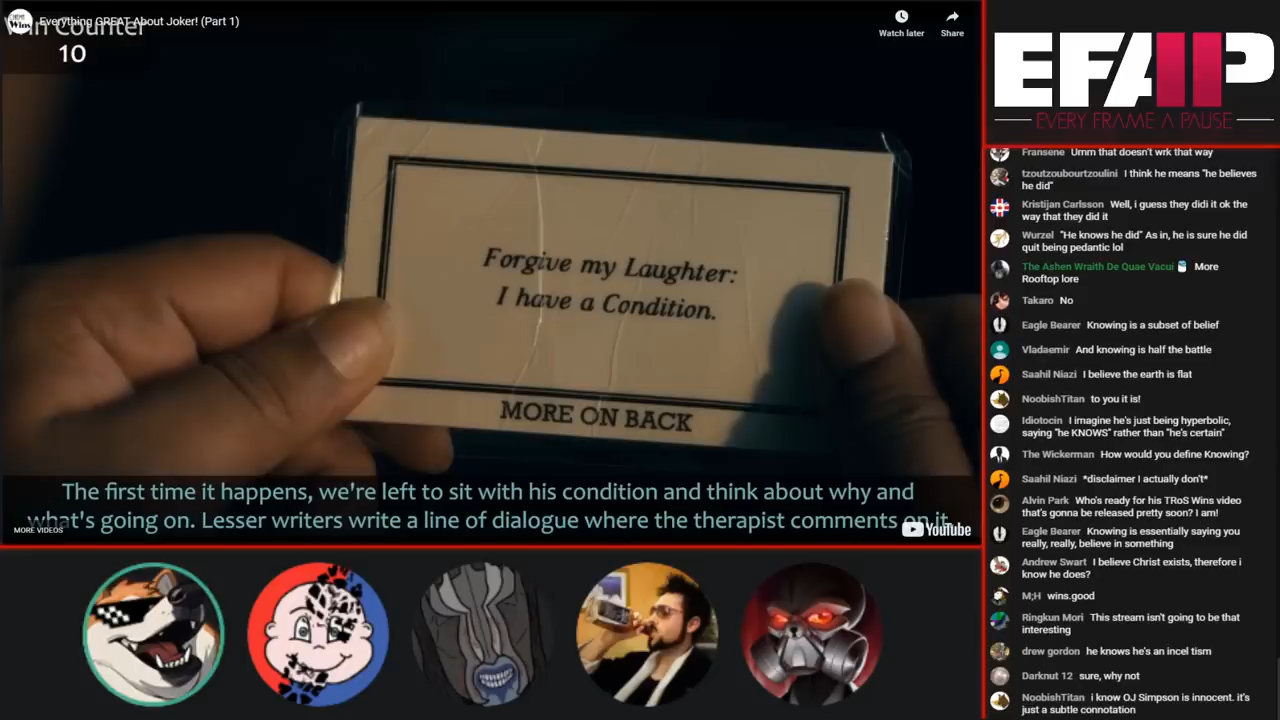 Everything GREAT About Joker! (Part 1)
Win Counter
10
Watch later
Share
Forgive my Laughter:
I have a Condition.
MORE ON BACK
The first time it happens, we're left to sit with his condition and think about why and
what's going on. Lesser writers write a line of dialogue where the therapist comments on it.
MORE VIDEOS
YouTube
EFAP
EVERY FRAME A PAUSE
Fransene Umm that doesn't wrk that way
tzoutzoubourtzoulini I think he means "he believes
he did"
Kristijan Carlsson Well, i guess they didi it ok the
way that they did it
Wurzel "He knows he did" As in, he is sure he did
quit being pedantic lol
The Ashen Wraith De Quae Vacui More
Rooftop lore
Takaro No
Eagle Bearer Knowing is a subset of belief
Vladaemir And knowing is half the battle
Saahil Niazi I believe the earth is flat
NoobishTitan to you it is!
Idiotocin I imagine he's just being hyperbolic,
saying "he KNOWS" rather than "he's certain"
The Wickerman How would you define Knowing?
Saahil Niazi *disclaimer I actually don't*
Alvin Park Who's ready for his TRoS Wins video
that's gonna be released pretty soon? I am!
Eagle Bearer Knowing is essentially saying you
really, really, believe in something
Andrew Swart I believe Christ exists, therefore i
know he does?
M;H wins.good
Ringkun Mori This stream isn't going to be that
interesting
drew gordon he knows he's an incel tism
Darknut 12 sure, why not
NoobishTitan i know OJ Simpson is innocent. it's
just a subtle connotation